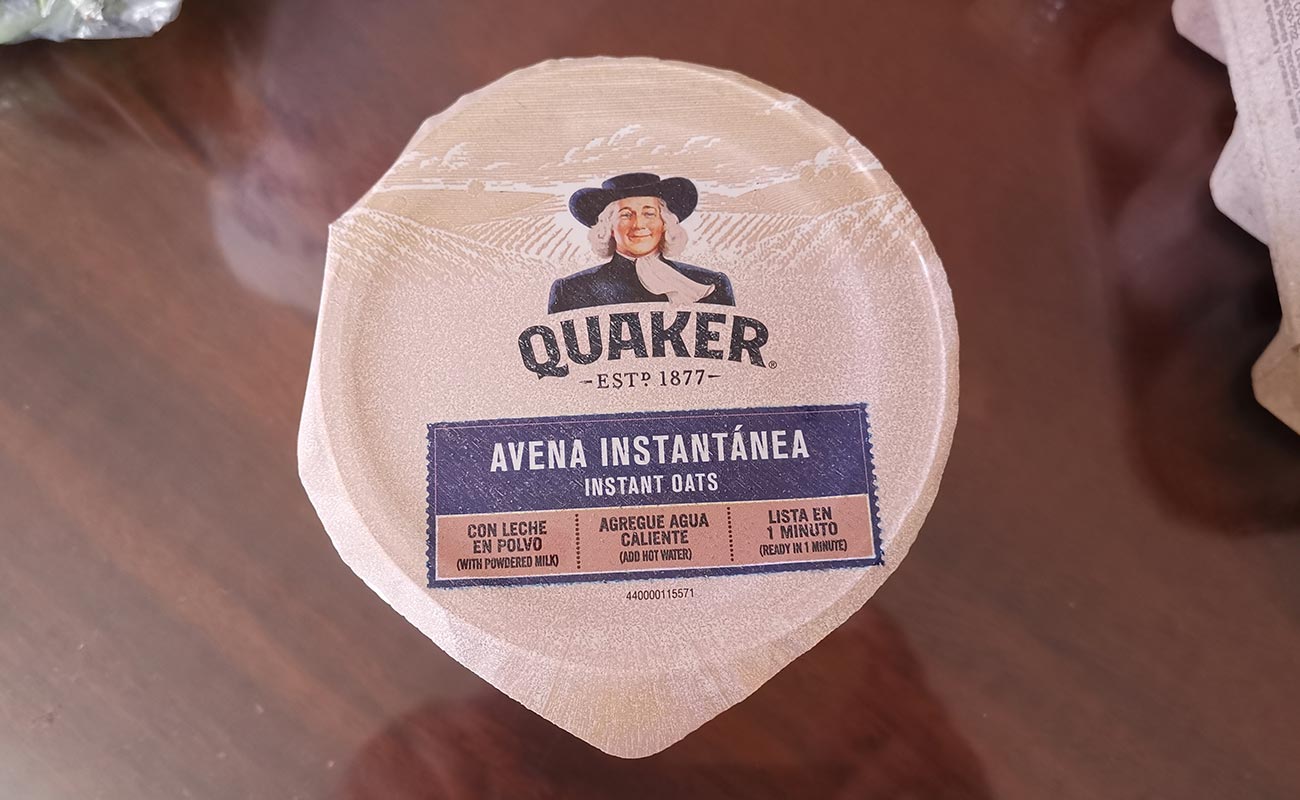 QUAKER®
ESTD 1877
AVENA INSTANTÁNEA
INSTANT OATS
CON LECHE
EN POLVO
(WITH POWDERED MILK)
AGREGUE AGUA
CALIENTE
(ADD HOT WATER)
LISTA EN
1 MINUTO
(READY IN 1 MINUTE)
440000115571